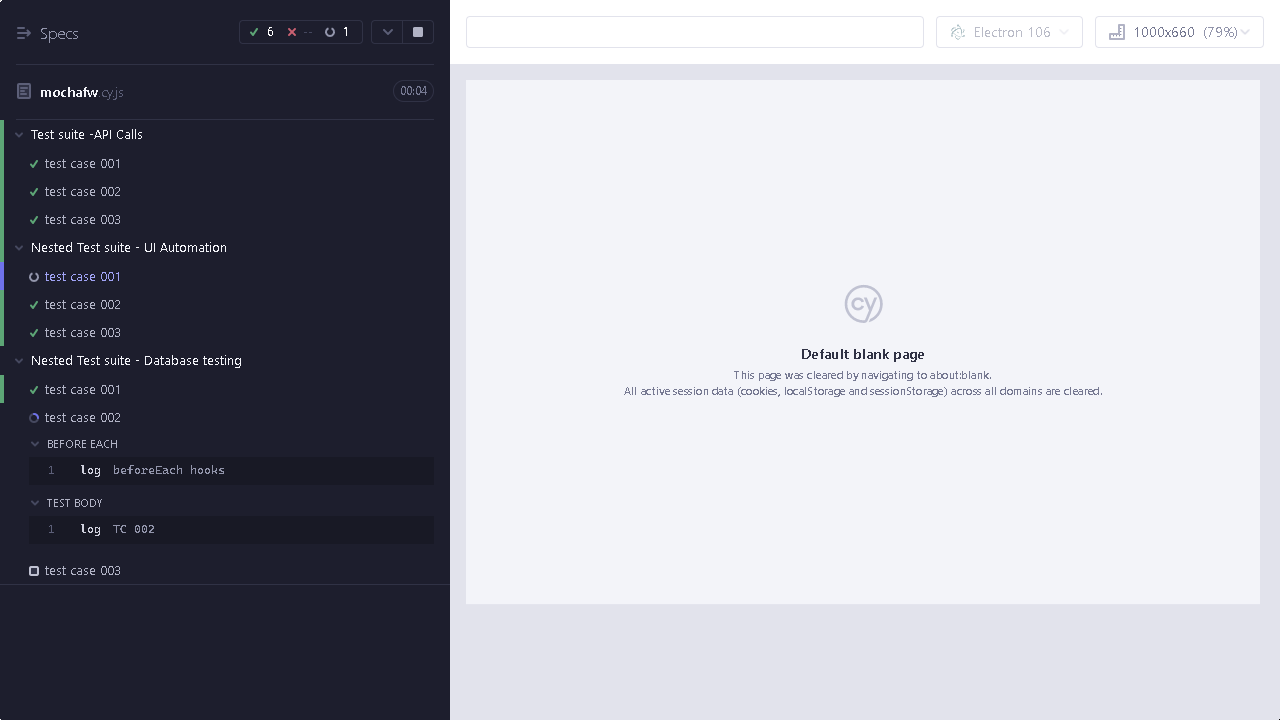 Specs
6
--
1
mochafw.cy.js
00:04
Test suite -API Calls
test case 001
test case 002
test case 003
Nested Test suite - UI Automation
test case 001
test case 002
test case 003
Nested Test suite - Database testing
test case 001
test case 002
BEFORE EACH
1 log beforeEach hooks
TEST BODY
1 log TC 002
test case 003
Electron 106
1000x660 (79%)
cy
Default blank page
This page was cleared by navigating to about:blank.
All active session data (cookies, localStorage and sessionStorage) across all domains are cleared.